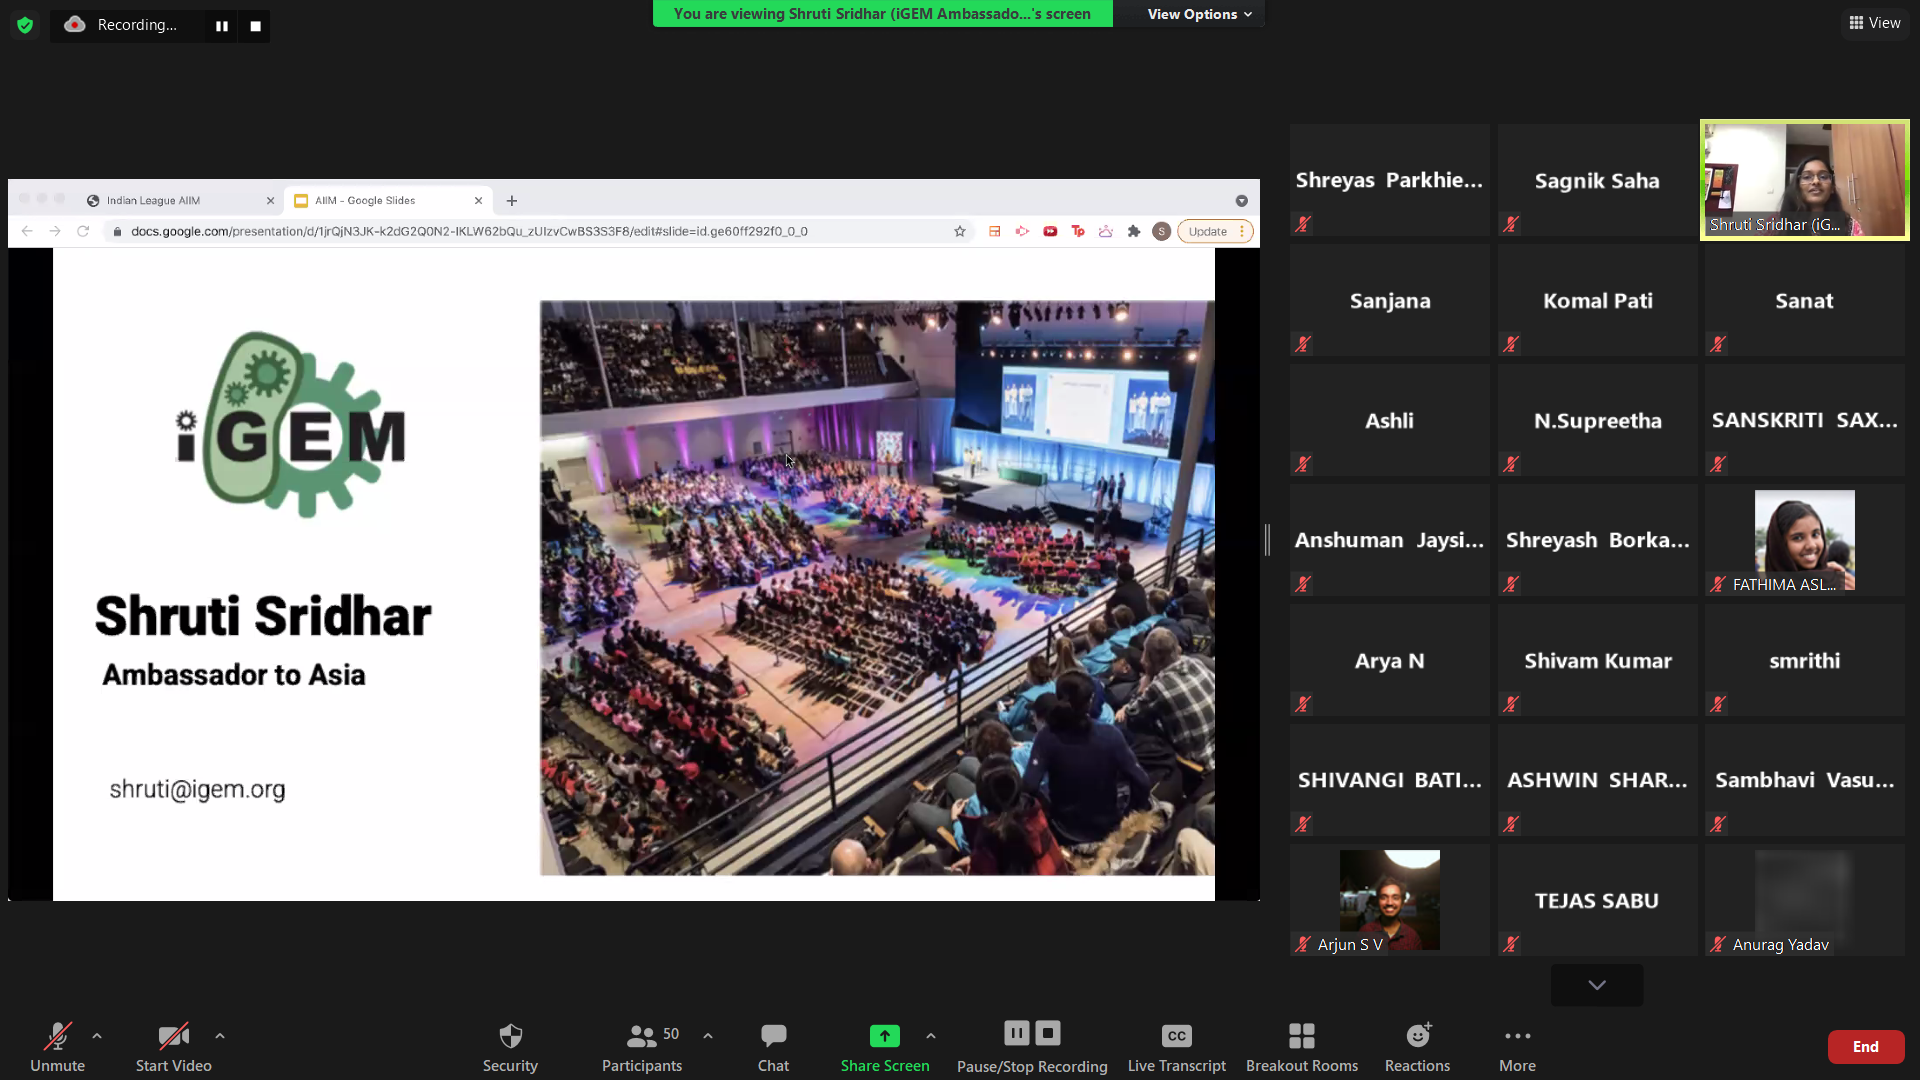 Recording...
You are viewing Shruti Sridhar (iGEM Ambassado...'s screen
View Options
View
Indian League AIIM
AIIM - Google Slides
docs.google.com/presentation/d/1jrQjN3JK-k2dG2Q0N2-IKLW62bQu_zUIzvCwBS3S3F8/edit#slide=id.ge60ff292f0_0_0
Tp
S
Update
iGEM
Shruti Sridhar
Ambassador to Asia
shruti@igem.org
Shreyas Parkhie...
Sagnik Saha
Shruti Sridhar (iG...
Sanjana
Komal Pati
Sanat
Ashli
N.Supreetha
SANSKRITI SAX...
Anshuman Jaysi...
Shreyash Borka...
FATHIMA ASL...
Arya N
Shivam Kumar
smrithi
SHIVANGI BATI...
ASHWIN SHAR...
Sambhavi Vasu...
Arjun S V
TEJAS SABU
Anurag Yadav
Unmute
Start Video
Security
Participants
50
Chat
Share Screen
Pause/Stop Recording
CC
Live Transcript
Breakout Rooms
Reactions
More
End